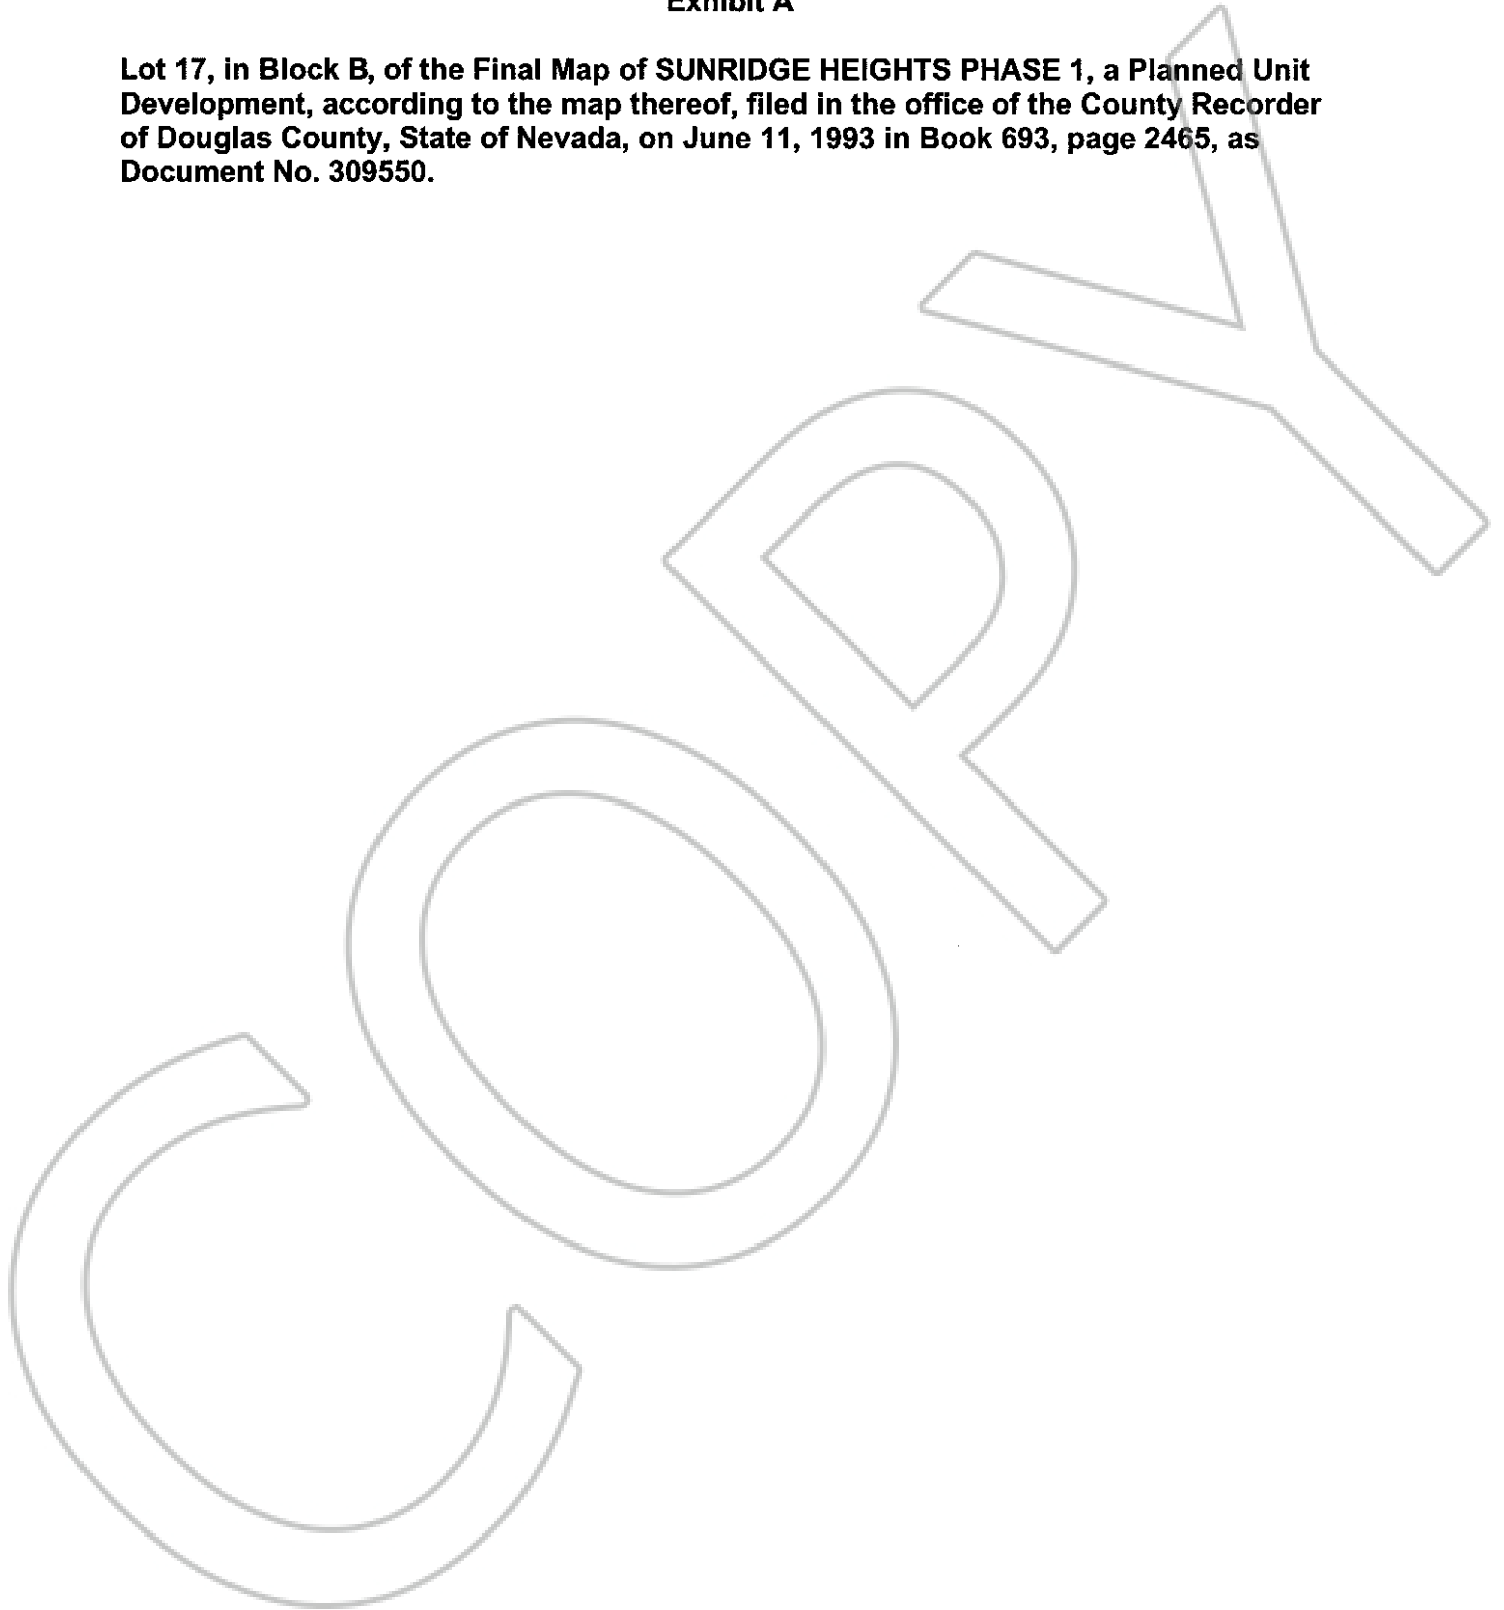 Exhibit A
Lot 17, in Block B, of the Final Map of SUNRIDGE HEIGHTS PHASE 1, a Planned Unit
Development, according to the map thereof, filed in the office of the County Recorder
of Douglas County, State of Nevada, on June 11, 1993 in Book 693, page 2465, as
Document No. 309550.
COPY